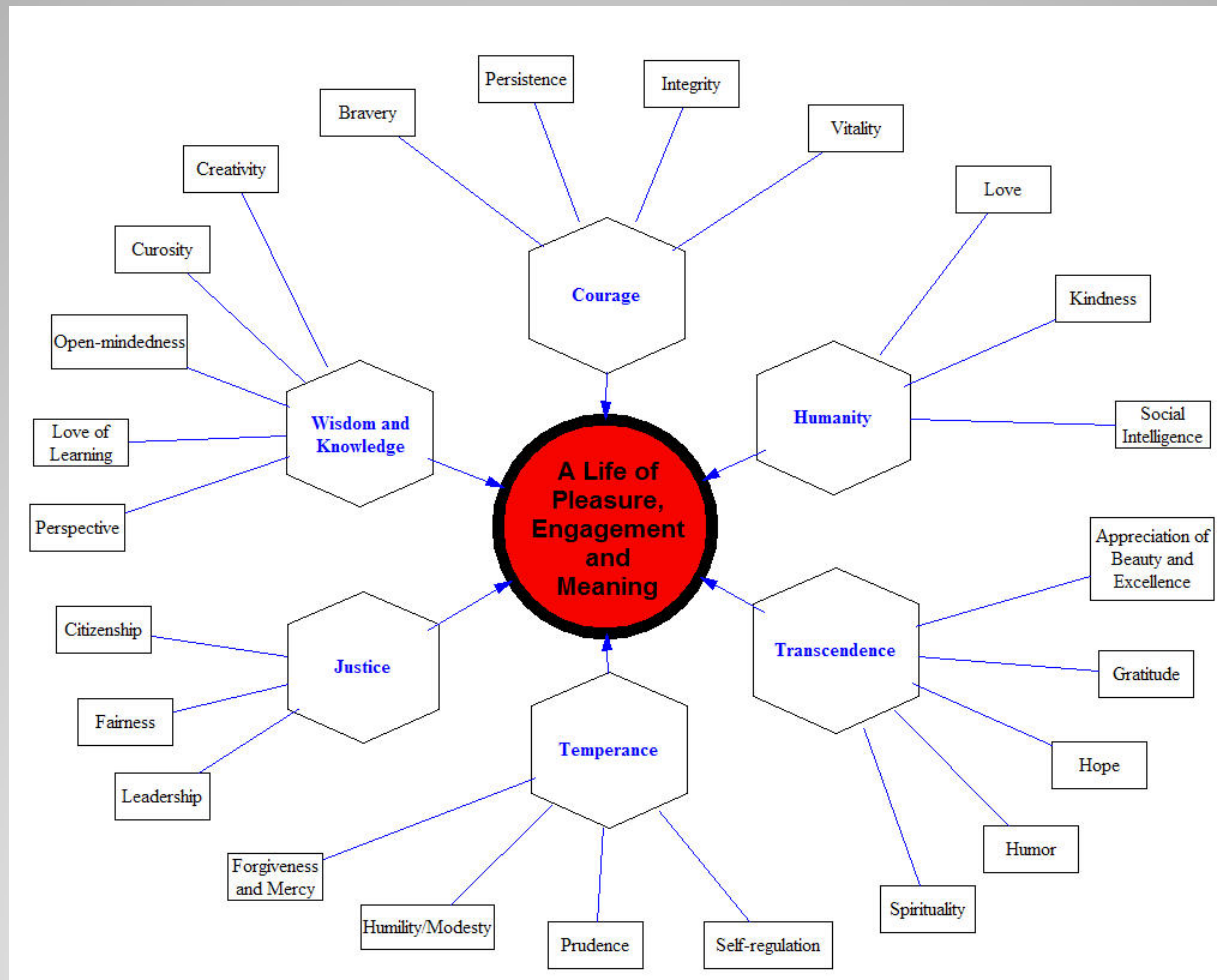 Persistence
Integrity
Bravery
Vitality
Creativity
Love
Curosity
Kindness
Courage
Open-mindedness
Wisdom and
Knowledge
Humanity
Social
Intelligence
Love of
Learning
Perspective
A Life of
Pleasure,
Engagement
and
Meaning
Appreciation of
Beauty and
Excellence
Citizenship
Justice
Transcendence
Gratitude
Fairness
Temperance
Hope
Leadership
Humor
Forgiveness
and Mercy
Spirituality
Humility/Modesty
Prudence
Self-regulation